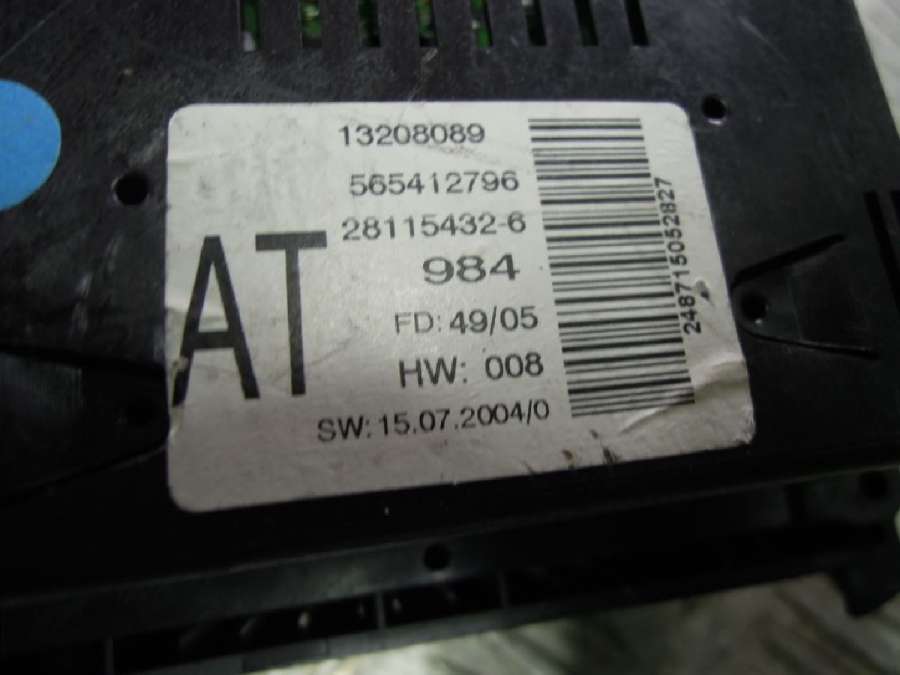 13208089
565412796
28115432-6
AT
984
FD: 49/05
HW: 008
SW: 15.07.2004/0
248715052827